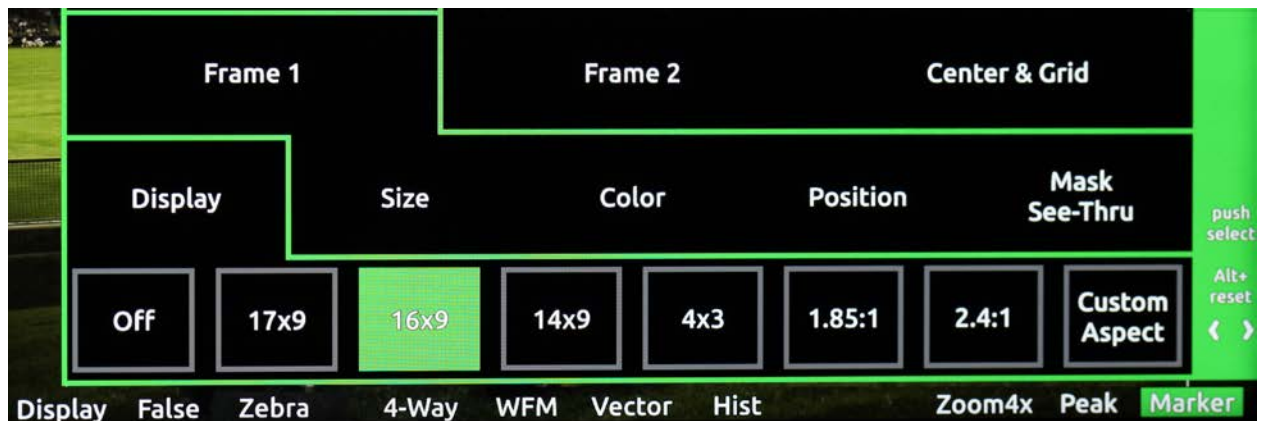 Frame 1 Frame 2 Center & Grid
Display Size Color Position Mask
See-Thru
push
select
Off 17x9 16x9 14x9 4x3 1.85:1 2.4:1 Custom
Aspect
Alt+
reset
‹ ›
Display False Zebra 4-Way WFM Vector Hist Zoom4x Peak Marker